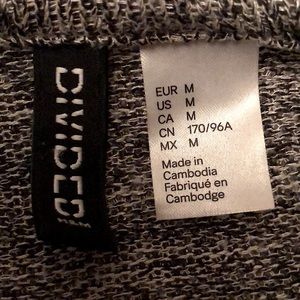 DIVIDED
EUR M
US M
CA M
CN 170/96A
MX M
Made in
Cambodia
Fabriqué en
Cambodge